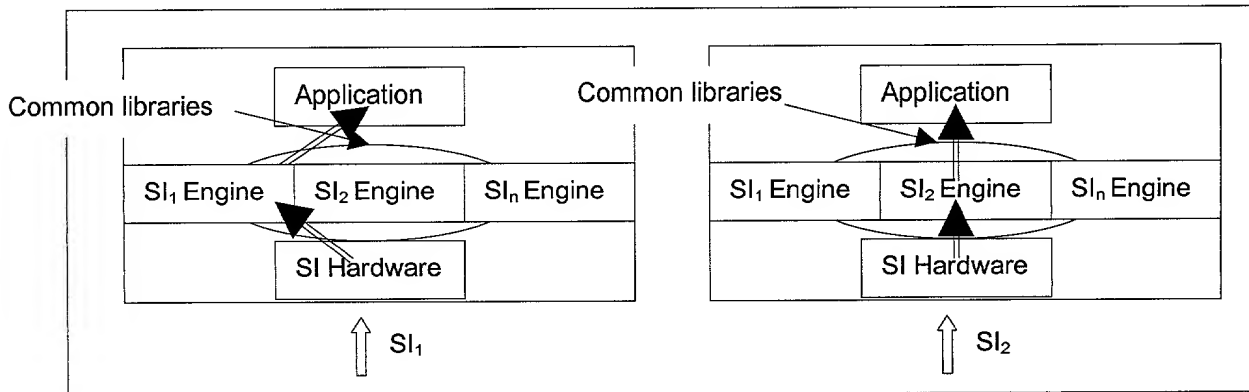 Common libraries
Application
SI₁ Engine
SI₂ Engine
SIₙ Engine
SI Hardware
SI₁
Common libraries
Application
SI₁ Engine
SI₂ Engine
SIₙ Engine
SI Hardware
SI₂